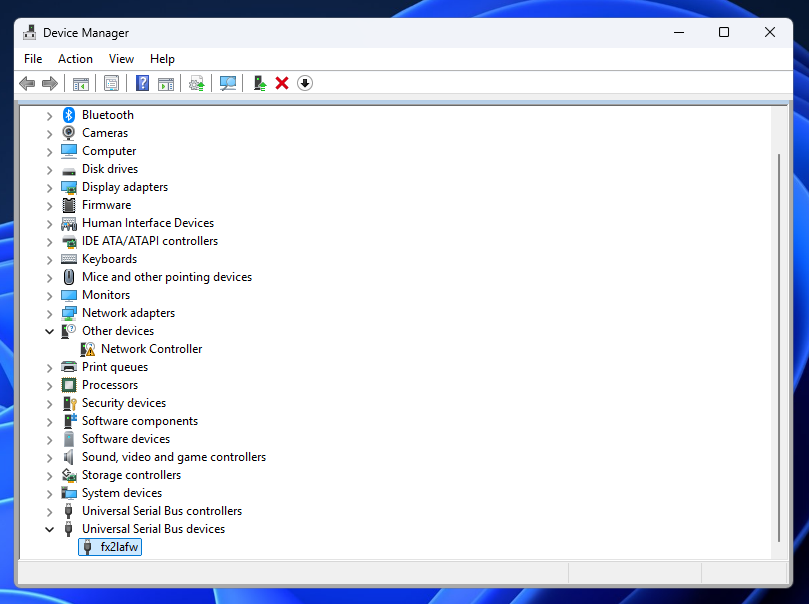 Device Manager
File Action View Help
Bluetooth
Cameras
Computer
Disk drives
Display adapters
Firmware
Human Interface Devices
IDE ATA/ATAPI controllers
Keyboards
Mice and other pointing devices
Monitors
Network adapters
Other devices
Network Controller
Print queues
Processors
Security devices
Software components
Software devices
Sound, video and game controllers
Storage controllers
System devices
Universal Serial Bus controllers
Universal Serial Bus devices
fx2lafw